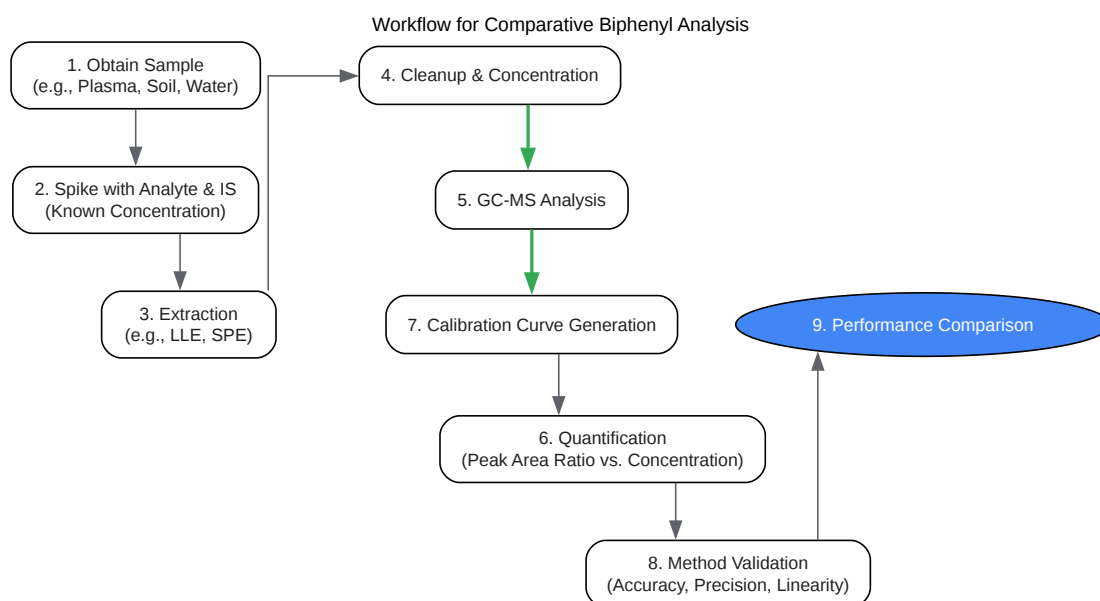 Workflow for Comparative Biphenyl Analysis
1. Obtain Sample
(e.g., Plasma, Soil, Water)
2. Spike with Analyte & IS
(Known Concentration)
3. Extraction
(e.g., LLE, SPE)
4. Cleanup & Concentration
5. GC-MS Analysis
7. Calibration Curve Generation
6. Quantification
(Peak Area Ratio vs. Concentration)
8. Method Validation
(Accuracy, Precision, Linearity)
9. Performance Comparison